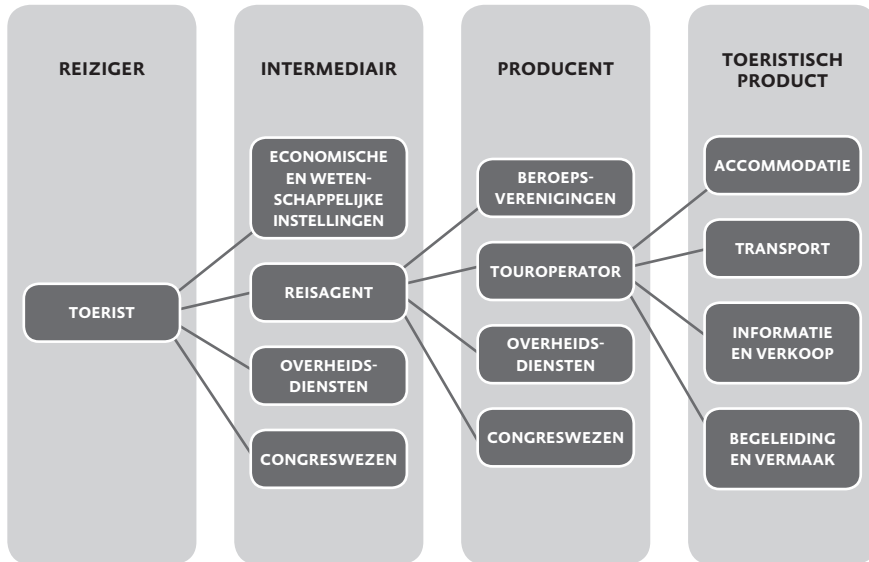 REIZIGER
TOERIST
INTERMEDIAIR
ECONOMISCHE
EN WETEN-
SCHAPPELIJKE
INSTELLINGEN
REISAGENT
OVERHEIDS-
DIENSTEN
CONGRESWEZEN
PRODUCENT
BEROEPS-
VERENIGINGEN
TOUROPERATOR
OVERHEIDS-
DIENSTEN
CONGRESWEZEN
TOERISTISCH
PRODUCT
ACCOMMODATIE
TRANSPORT
INFORMATIE
EN VERKOOP
BEGELEIDING
EN VERMAAK